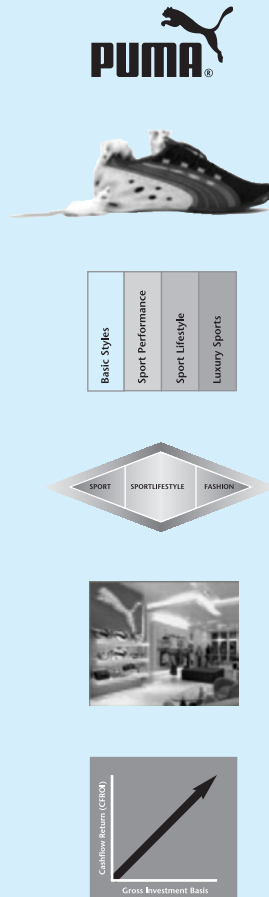 PUMA®
Basic Styles
Sport Performance
Sport Lifestyle
Luxury Sports
SPORT
SPORTLIFESTYLE
FASHION
Cashflow Return (CFROI)
Gross Investment Basis